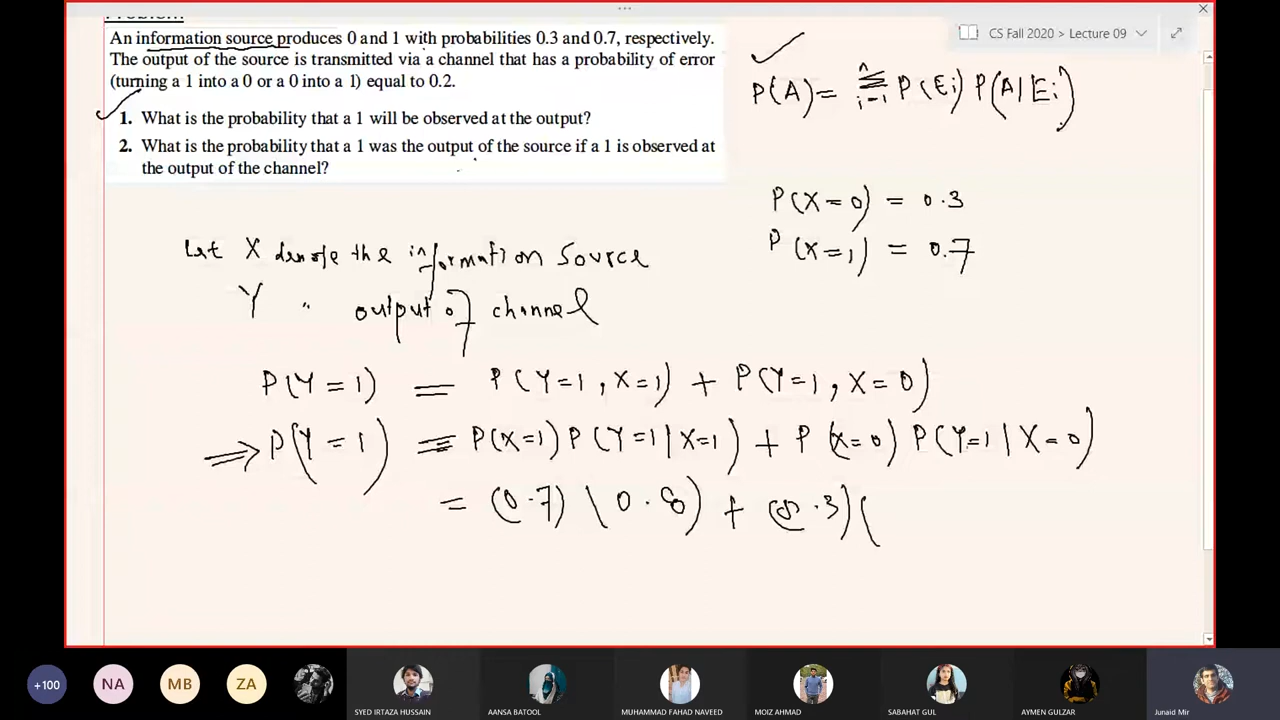 Problem
An information source produces 0 and 1 with probabilities 0.3 and 0.7, respectively.
The output of the source is transmitted via a channel that has a probability of error
(turning a 1 into a 0 or a 0 into a 1) equal to 0.2.
1. What is the probability that a 1 will be observed at the output?
2. What is the probability that a 1 was the output of the source if a 1 is observed at
the output of the channel?
CS Fall 2020 > Lecture 09
P(A) = Σ i=1 n P(Ei) P(A|Ei)
P(X=0) = 0.3
P(X=1) = 0.7
Let X denote the information Source
Y " output of channel
P(Y=1) = P(Y=1, X=1) + P(Y=1, X=0)
⟹ P(Y=1) = P(X=1) P(Y=1|X=1) + P(X=0) P(Y=1|X=0)
= (0.7) (0.8) + (0.3) (
+100 NA MB ZA
SYED IRTAZA HUSSAIN AANSA BATOOL MUHAMMAD FAHAD NAVEED MOIZ AHMAD SABAHAT GUL AYMEN GULZAR Junaid Mir